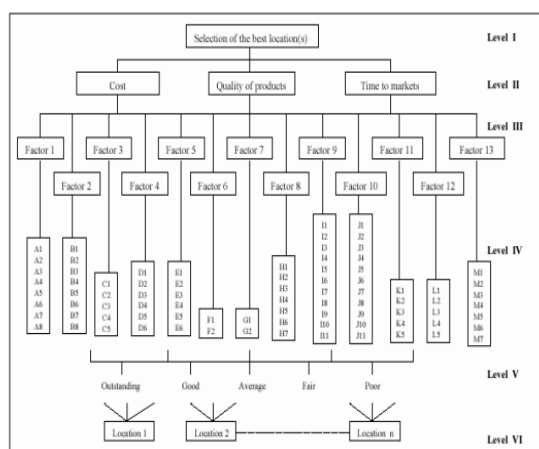 Selection of the best location(s)
Level I
Cost
Quality of products
Time to markets
Level II
Level III
Factor 1
Factor 3
Factor 5
Factor 7
Factor 9
Factor 11
Factor 13
Factor 2
Factor 4
Factor 6
Factor 8
Factor 10
Factor 12
Level IV
A1
A2
A3
A4
A5
A6
A7
A8
B1
B2
B3
B4
B5
B6
B7
B8
C1
C2
C3
C4
C5
D1
D2
D3
D4
D5
D6
E1
E2
E3
E4
E5
E6
F1
F2
G1
G2
H1
H2
H3
H4
H5
H6
H7
I1
I2
I3
I4
I5
I6
I7
I8
I9
I10
I11
J1
J2
J3
J4
J5
J6
J7
J8
J9
J10
J11
K1
K2
K3
K4
K5
L1
L2
L3
L4
L5
M1
M2
M3
M4
M5
M6
M7
Outstanding
Good
Average
Fair
Poor
Level V
Location 1
Location 2
Location n
Level VI